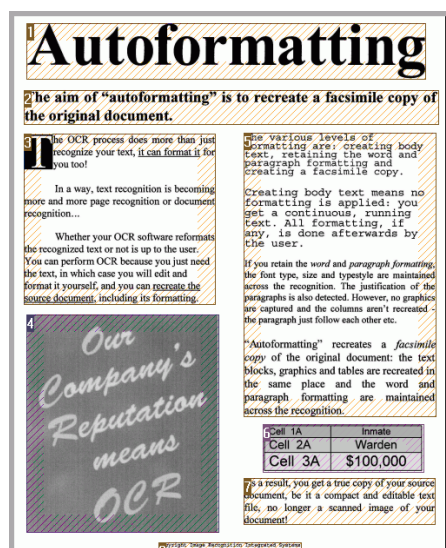 Autoformatting
The aim of “autoformatting” is to recreate a facsimile copy of
the original document.
The OCR process does more than just
recognize your text, it can format it for
you too!
In a way, text recognition is becoming
more and more page recognition or document
recognition...
Whether your OCR software reformats
the recognized text or not is up to the user.
You can perform OCR because you just need
the text, in which case you will edit and
format it yourself, and you can recreate the
source document, including its formatting.
Our
Company's
Reputation
means
OCR
The various levels of
formatting are: creating body
text, retaining the word and
paragraph formatting and
creating a facsimile copy.
Creating body text means no
formatting is applied: you
get a continuous, running
text. All formatting, if
any, is done afterwards by
the user.
If you retain the word and paragraph formatting,
the font type, size and typestyle are maintained
across the recognition. The justification of the
paragraphs is also detected. However, no graphics
are captured and the columns aren't recreated -
the paragraph just follow each other etc.
“Autoformatting” recreates a facsimile
copy of the original document: the text
blocks, graphics and tables are recreated in
the same place and the word and
paragraph formatting are maintained
across the recognition.
Cell 1A Inmate
Cell 2A Warden
Cell 3A $100,000
As a result, you get a true copy of your source
document, be it a compact and editable text
file, no longer a scanned image of your
document!
Copyright Image Recognition Integrated Systems